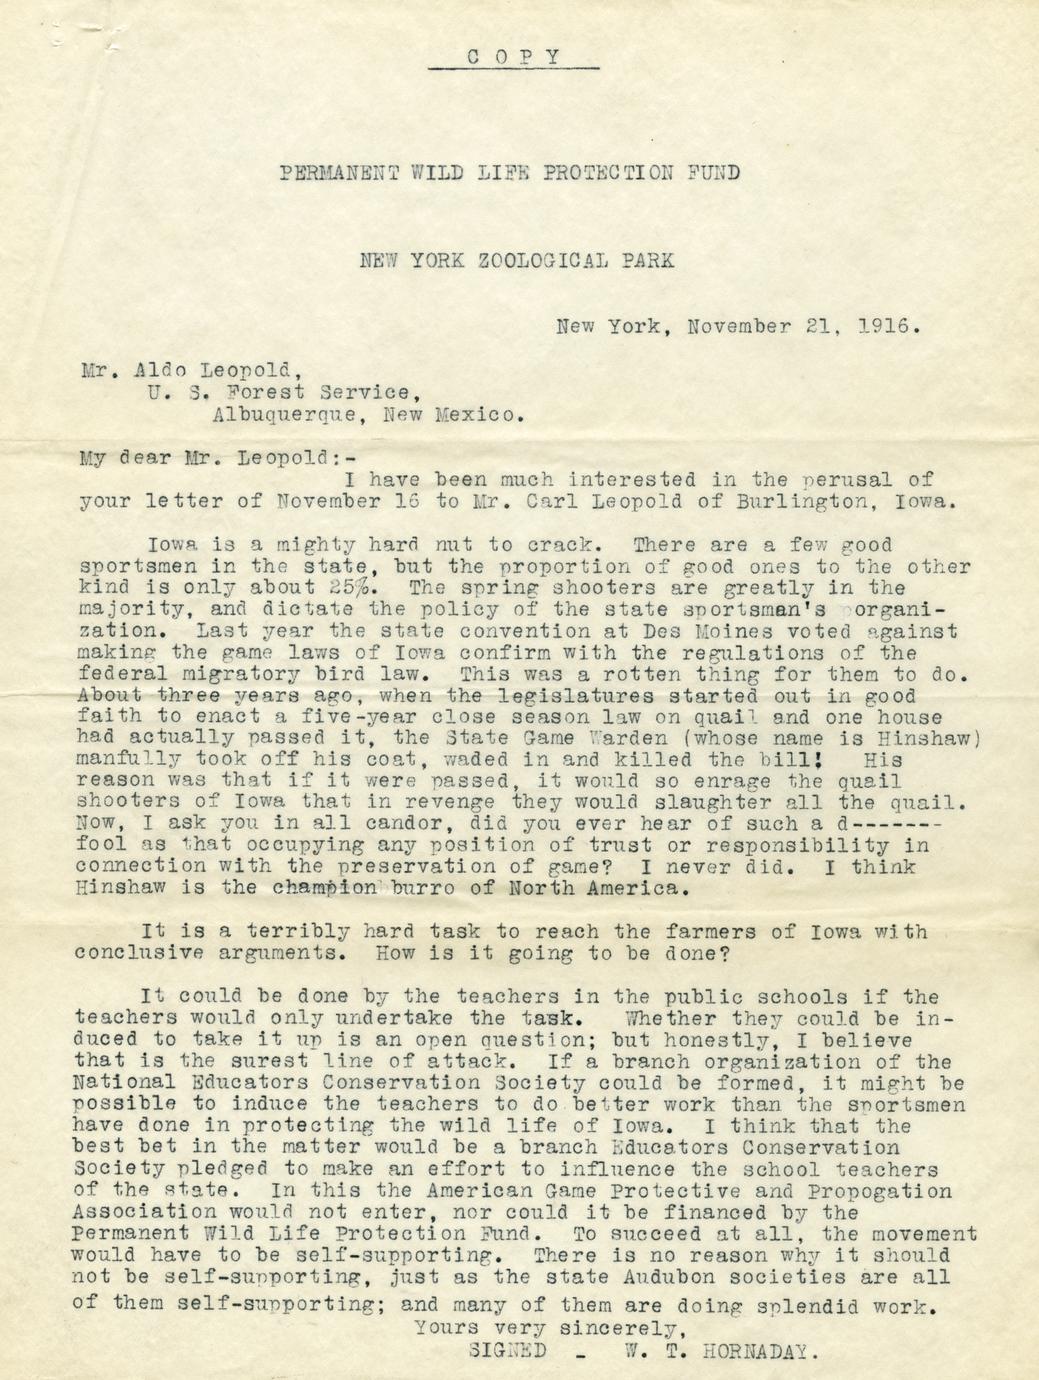 C O P Y
PERMANENT WILD LIFE PROTECTION FUND
NEW YORK ZOOLOGICAL PARK
New York, November 21, 1916.
Mr. Aldo Leopold,
U. S. Forest Service,
Albuquerque, New Mexico.
My dear Mr. Leopold:-
I have been much interested in the perusal of
your letter of November 16 to Mr. Carl Leopold of Burlington, Iowa.
Iowa is a mighty hard nut to crack. There are a few good
sportsmen in the state, but the proportion of good ones to the other
kind is only about 25%. The spring shooters are greatly in the
majority, and dictate the policy of the state sportsman's organi-
zation. Last year the state convention at Des Moines voted against
making the game laws of Iowa confirm with the regulations of the
federal migratory bird law. This was a rotten thing for them to do.
About three years ago, when the legislatures started out in good
faith to enact a five-year close season law on quail and one house
had actually passed it, the State Game Warden (whose name is Hinshaw)
manfully took off his coat, waded in and killed the bill! His
reason was that if it were passed, it would so enrage the quail
shooters of Iowa that in revenge they would slaughter all the quail.
Now, I ask you in all candor, did you ever hear of such a d-------
fool as that occupying any position of trust or responsibility in
connection with the preservation of game? I never did. I think
Hinshaw is the champion burro of North America.
It is a terribly hard task to reach the farmers of Iowa with
conclusive arguments. How is it going to be done?
It could be done by the teachers in the public schools if the
teachers would only undertake the task. Whether they could be in-
duced to take it up is an open question; but honestly, I believe
that is the surest line of attack. If a branch organization of the
National Educators Conservation Society could be formed, it might be
possible to induce the teachers to do better work than the sportsmen
have done in protecting the wild life of Iowa. I think that the
best bet in the matter would be a branch Educators Conservation
Society pledged to make an effort to influence the school teachers
of the state. In this the American Game Protective and Propogation
Association would not enter, nor could it be financed by the
Permanent Wild Life Protection Fund. To succeed at all, the movement
would have to be self-supporting. There is no reason why it should
not be self-supporting, just as the state Audubon societies are all
of them self-supporting; and many of them are doing splendid work.
Yours very sincerely,
SIGNED - W. T. HORNADAY.